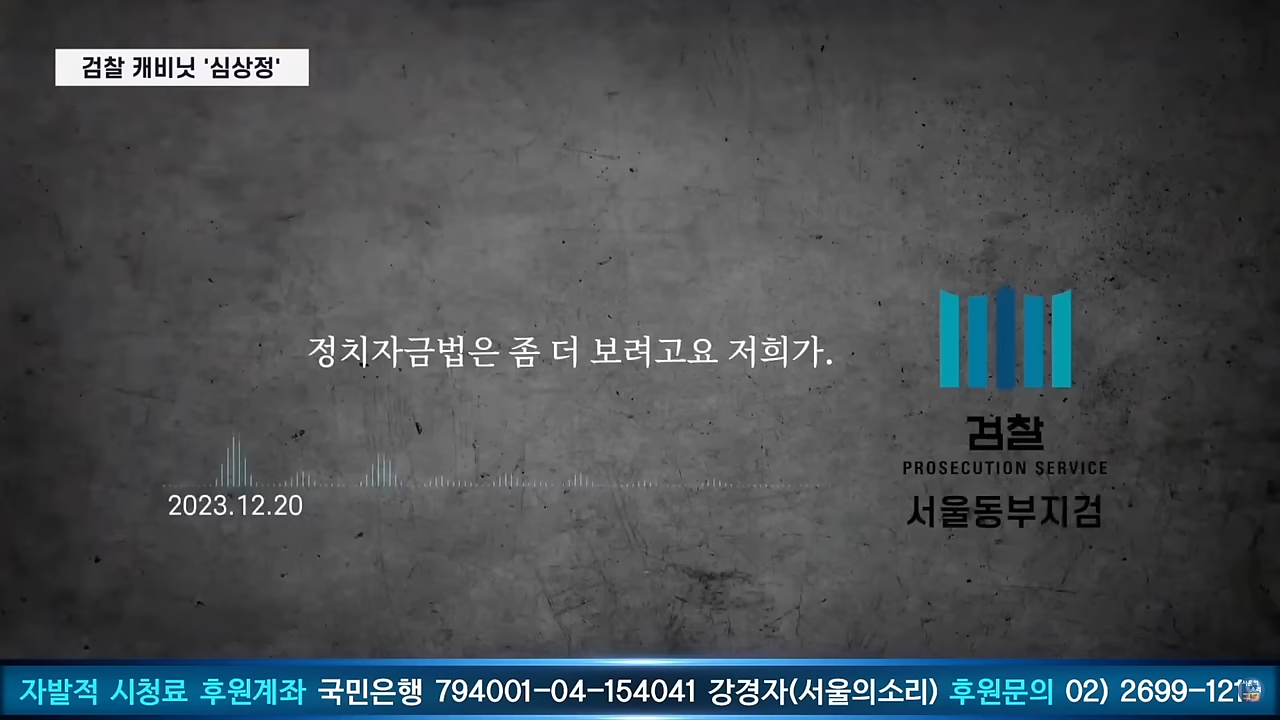 검찰 캐비닛 '심상정'
정치자금법은 좀 더 보려고요 저희가.
2023.12.20
검찰
PROSECUTION SERVICE
서울동부지검
자발적 시청료 후원계좌 국민은행 794001-04-154041 강경자(서울의소리) 후원문의 02) 2699-121